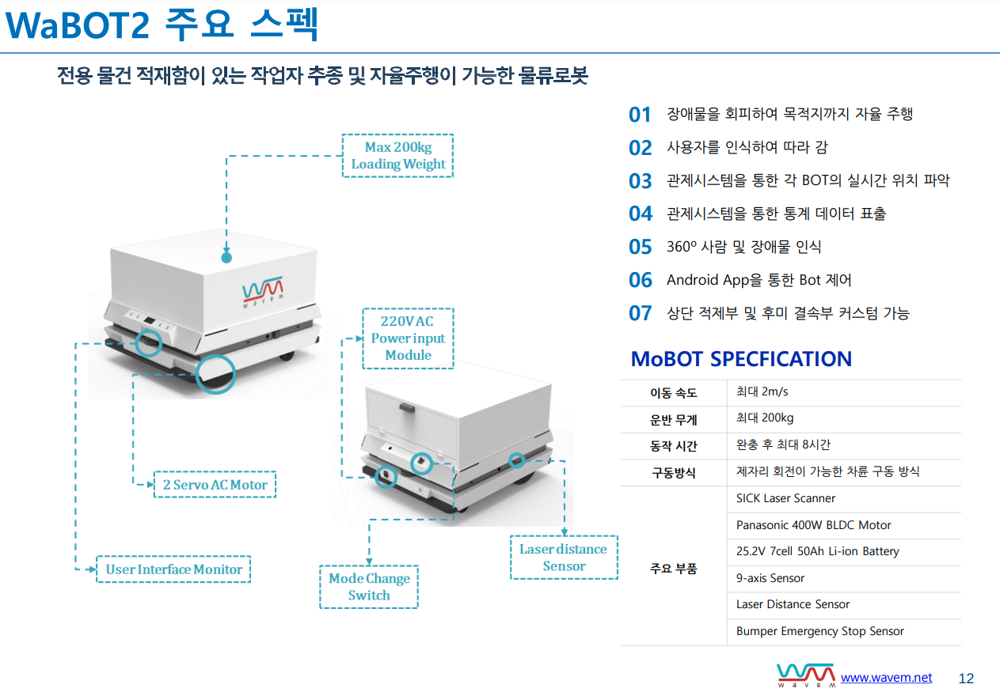 WaBOT2 주요 스펙
전용 물건 적재함이 있는 작업자 추종 및 자율주행이 가능한 물류로봇
Max 200kg
Loading Weight
wavem
220V AC
Power input
Module
2 Servo AC Motor
User Interface Monitor
Mode Change
Switch
Laser distance
Sensor
01 장애물을 회피하여 목적지까지 자율 주행
02 사용자를 인식하여 따라 감
03 관제시스템을 통한 각 BOT의 실시간 위치 파악
04 관제시스템을 통한 통계 데이터 표출
05 360º 사람 및 장애물 인식
06 Android App을 통한 Bot 제어
07 상단 적제부 및 후미 결속부 커스텀 가능
MoBOT SPECFICATION
이동 속도 최대 2m/s
운반 무게 최대 200kg
동작 시간 완충 후 최대 8시간
구동방식 제자리 회전이 가능한 차륜 구동 방식
주요 부품
SICK Laser Scanner
Panasonic 400W BLDC Motor
25.2V 7cell 50Ah Li-ion Battery
9-axis Sensor
Laser Distance Sensor
Bumper Emergency Stop Sensor
wavem
www.wavem.net 12